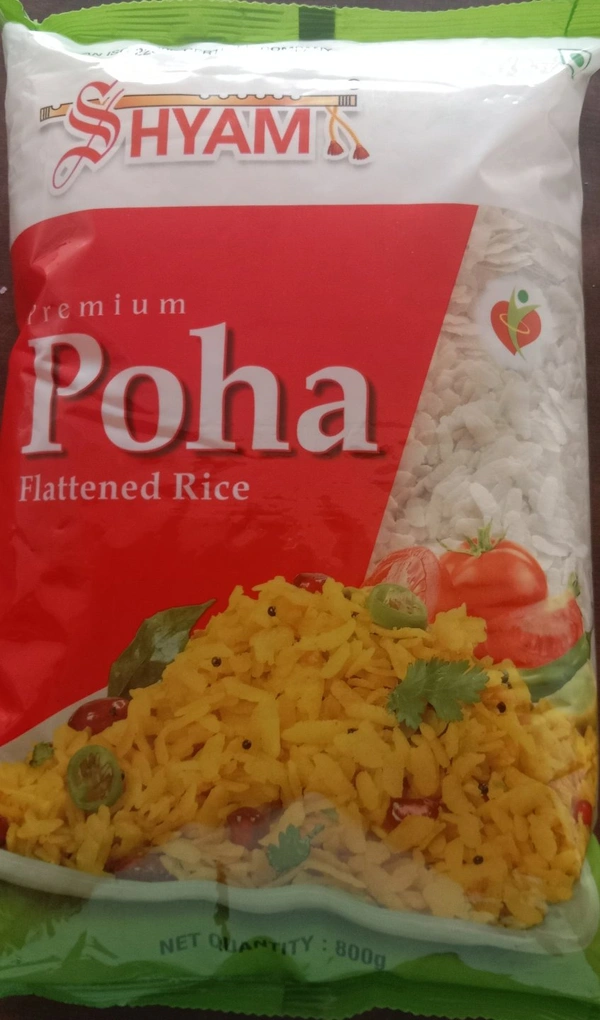 SHYAM
Premium
Poha
Flattened Rice
NET QUANTITY : 800g